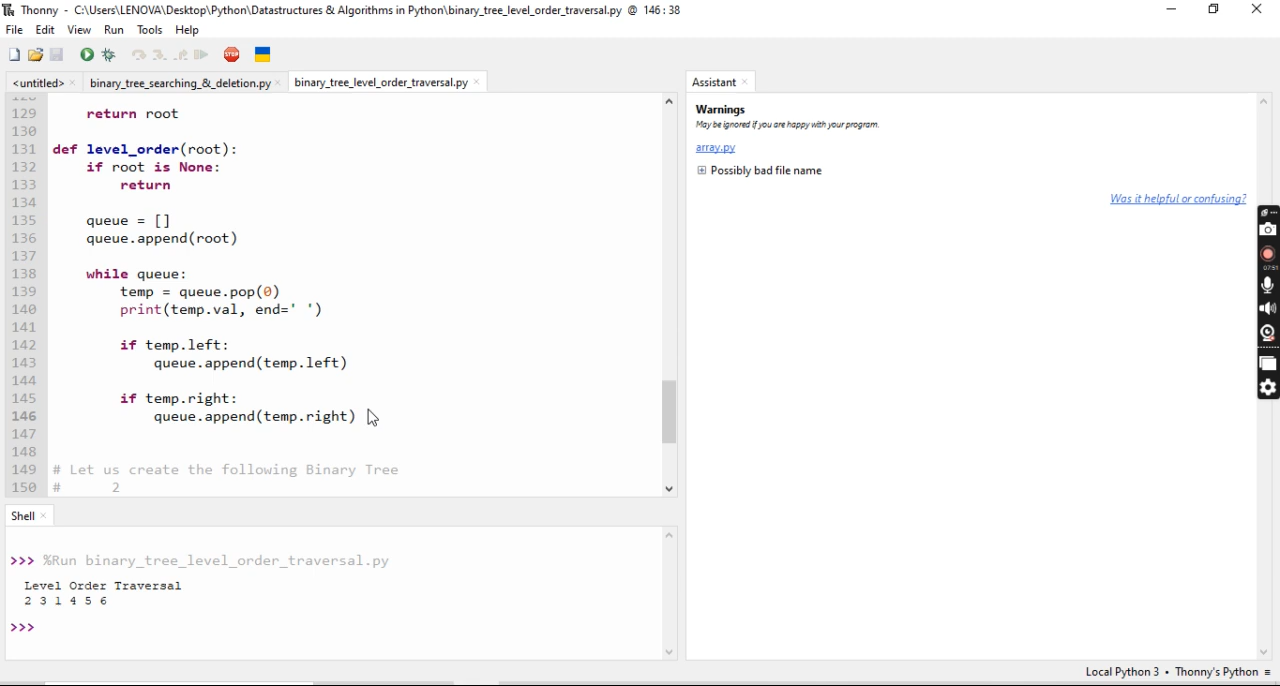 Thonny - C:\Users\LENOVA\Desktop\Python\Datastructures & Algorithms in Python\binary_tree_level_order_traversal.py @ 146 : 38
File Edit View Run Tools Help
STOP
<untitled> × binary_tree_searching_&_deletion.py × binary_tree_level_order_traversal.py ×
129 return root
130
131 def level_order(root):
132 if root is None:
133 return
134
135 queue = []
136 queue.append(root)
137
138 while queue:
139 temp = queue.pop(0)
140 print(temp.val, end=' ')
141
142 if temp.left:
143 queue.append(temp.left)
144
145 if temp.right:
146 queue.append(temp.right)
147
148
149 # Let us create the following Binary Tree
150 # 2
Shell ×
>>> %Run binary_tree_level_order_traversal.py
Level Order Traversal
2 3 1 4 5 6
>>>
Assistant ×
Warnings
May be ignored if you are happy with your program.
array.py
Possibly bad file name
Was it helpful or confusing?
07:51
Local Python 3 • Thonny's Python ≡